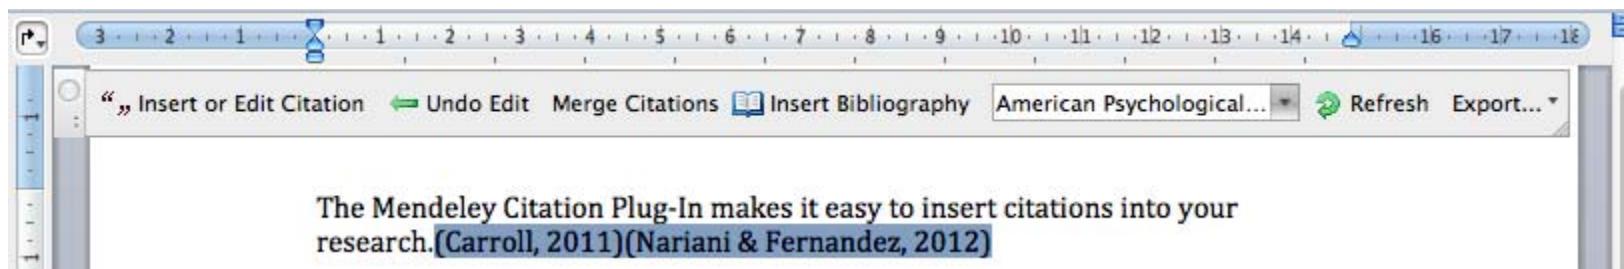 3 2 1 1 2 3 4 5 6 7 8 9 10 11 12 13 14 16 17 18
“„ Insert or Edit Citation Undo Edit Merge Citations Insert Bibliography American Psychological... Refresh Export...
1
The Mendeley Citation Plug-In makes it easy to insert citations into your
research.(Carroll, 2011)(Nariani & Fernandez, 2012)
1